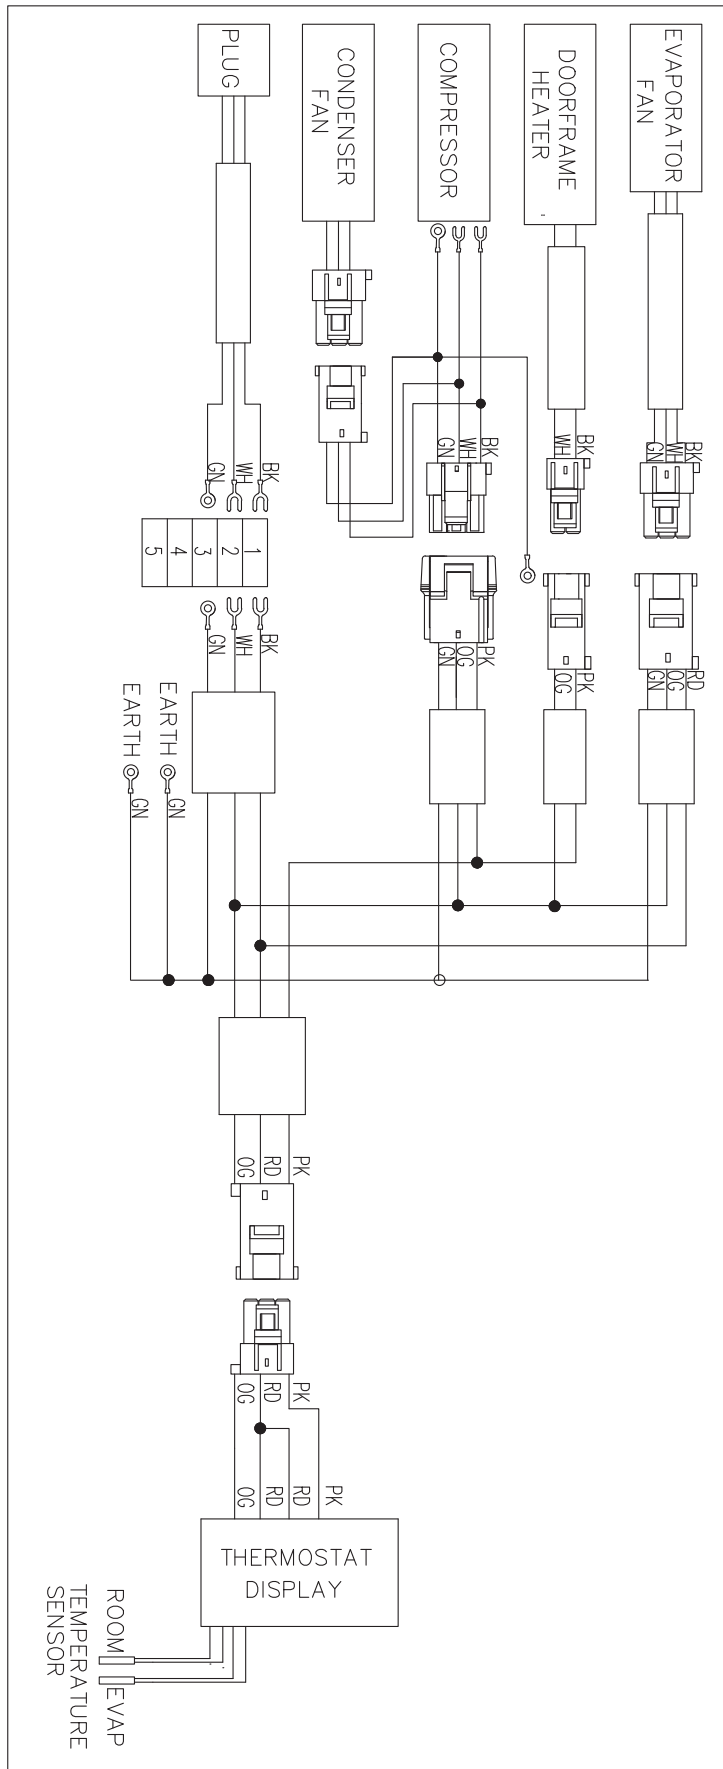 PLUG
CONDENSER
FAN
COMPRESSOR
DOORFRAME
HEATER
EVAPORATOR
FAN
GN
WH
BK
GN
WH
BK
WH
BK
GN
WH
BK
5
4
3
2
1
GN
WH
BK
GN
OG
PK
OG
PK
GN
OG
RD
EARTH
EARTH
GN
GN
OG
RD
PK
OG
RD
PK
OG
RD
RD
PK
THERMOSTAT
DISPLAY
ROOM
EVAP
TEMPERATURE
SENSOR